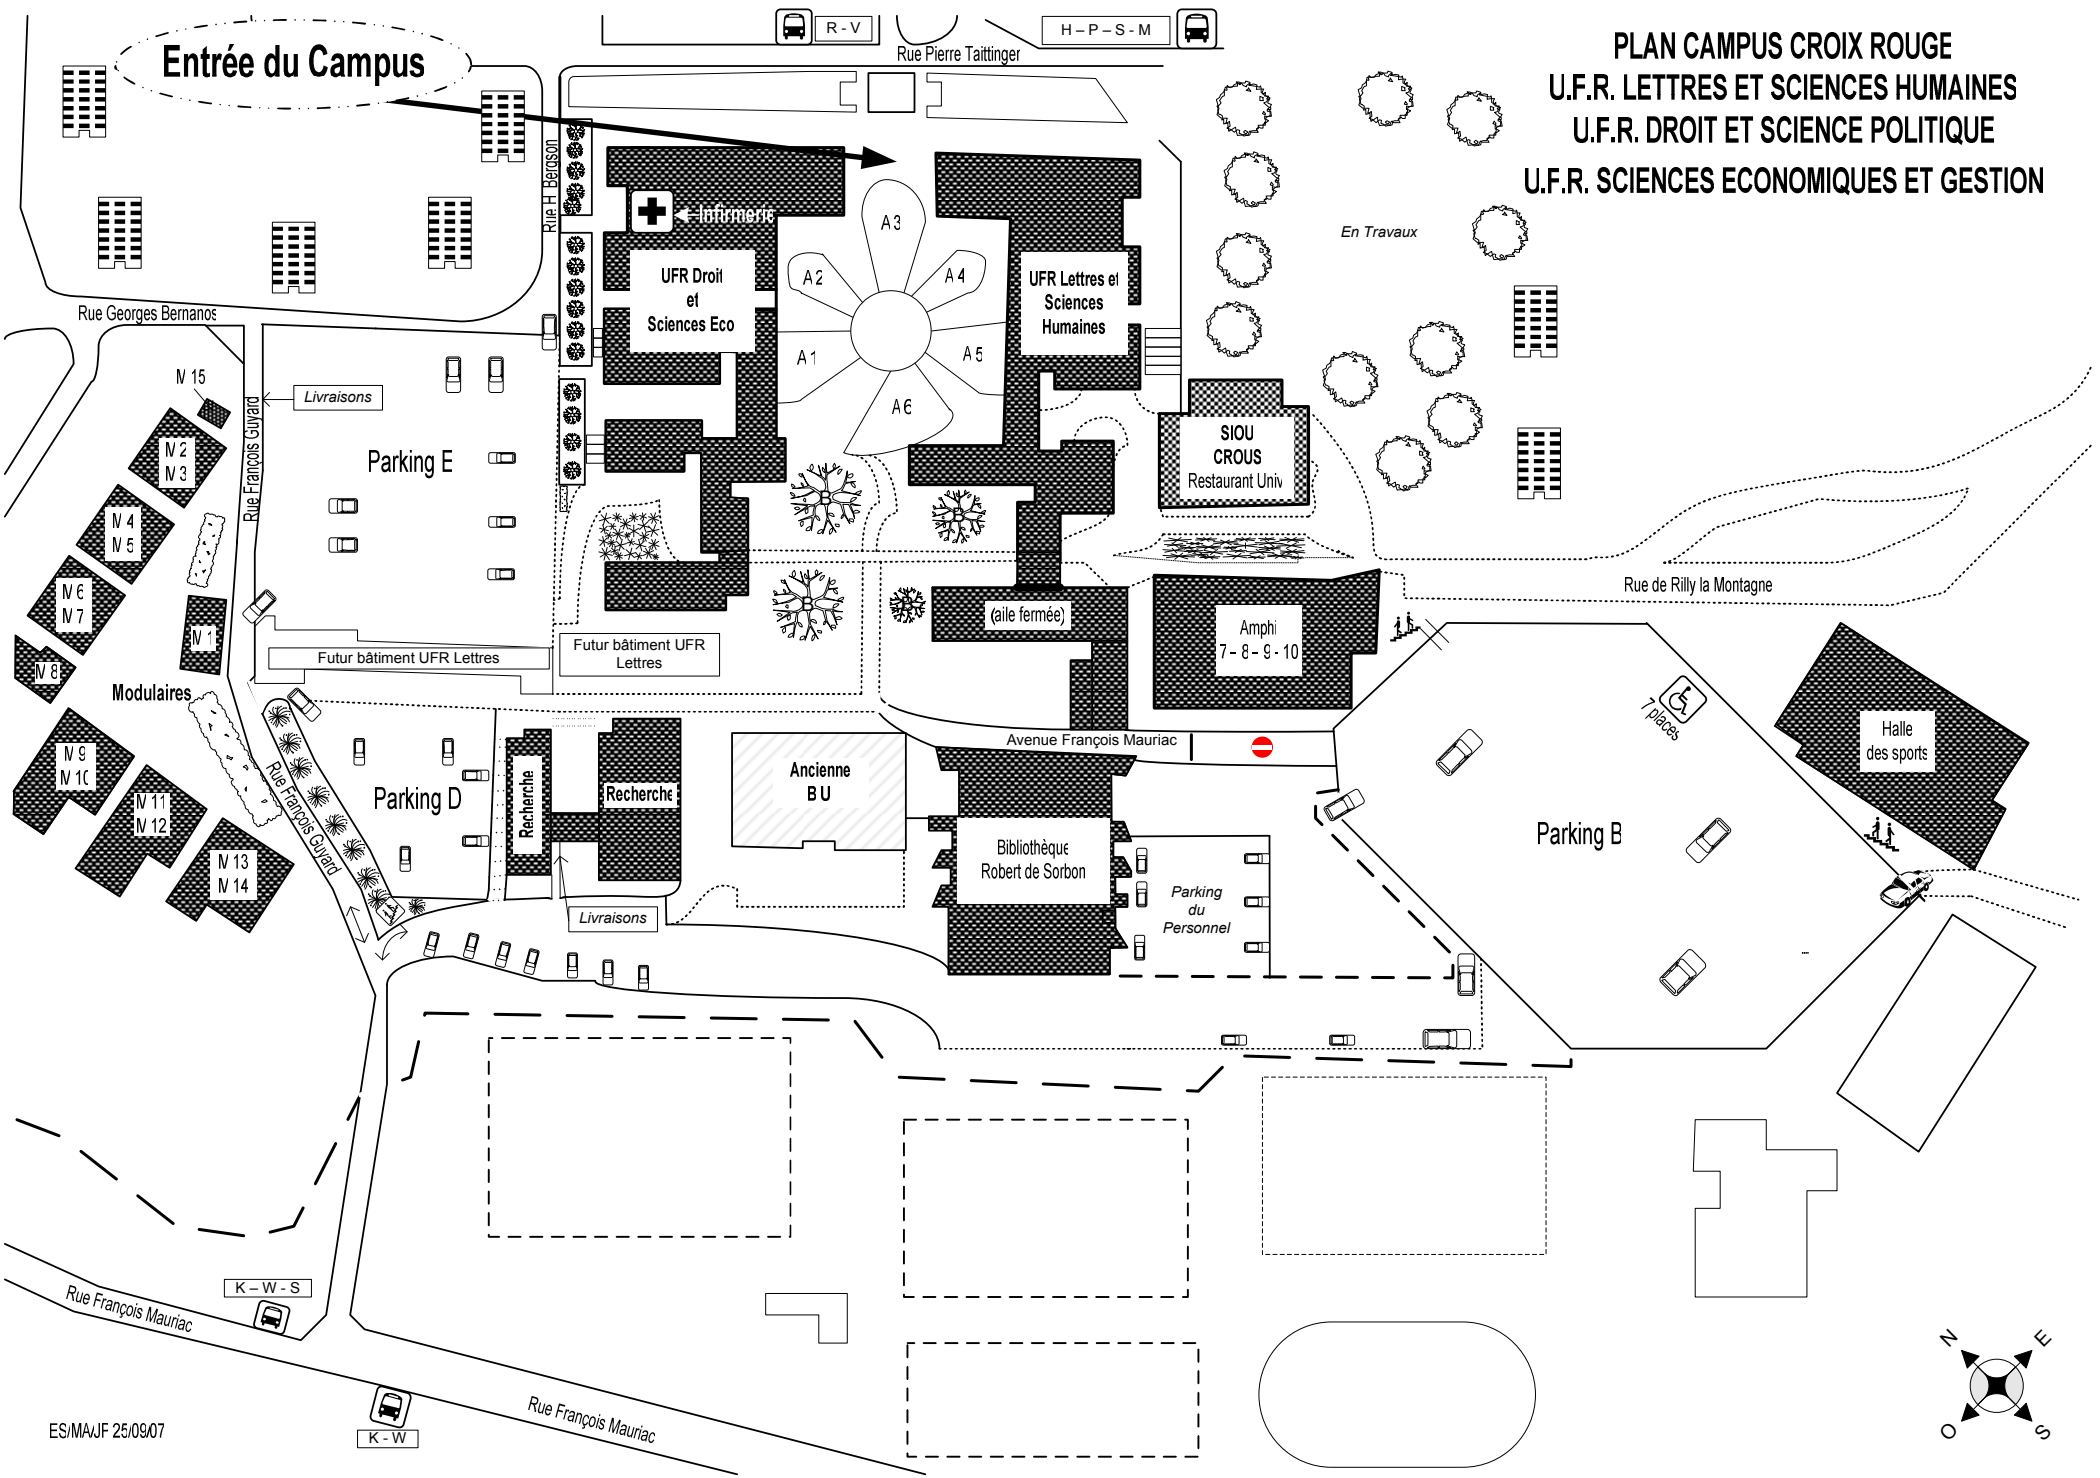 R - V
H – P – S - M
Rue Pierre Taittinger
PLAN CAMPUS CROIX ROUGE
U.F.R. LETTRES ET SCIENCES HUMAINES
U.F.R. DROIT ET SCIENCE POLITIQUE
U.F.R. SCIENCES ECONOMIQUES ET GESTION
Entrée du Campus
Rue H Bergson
Infirmerie
UFR Droit
et
Sciences Eco
A 1
A 2
A 3
A 4
A 5
A 6
UFR Lettres et
Sciences
Humaines
En Travaux
Rue Georges Bernanos
M 15
Livraisons
Rue François Guyard
Parking E
M 2
M 3
M 4
M 5
M 6
M 7
M 1
M 8
Modulaires
M 9
M 10
M 11
M 12
M 13
M 14
SIOU
CROUS
Restaurant Univ
B
B
B
B
Rue de Rilly la Montagne
(aile fermée)
Amphi
7 – 8 – 9 - 10
Futur bâtiment UFR Lettres
Futur bâtiment UFR
Lettres
Rue François Guyard
Parking D
Recherche
Recherche
Livraisons
Ancienne
B U
Avenue François Mauriac
Bibliothèque
Robert de Sorbon
Parking
du
Personnel
7 places
Parking B
Halle
des sports
K – W - S
Rue François Mauriac
K - W
Rue François Mauriac
ES/MA/JF 25/09/07
N
E
O
S